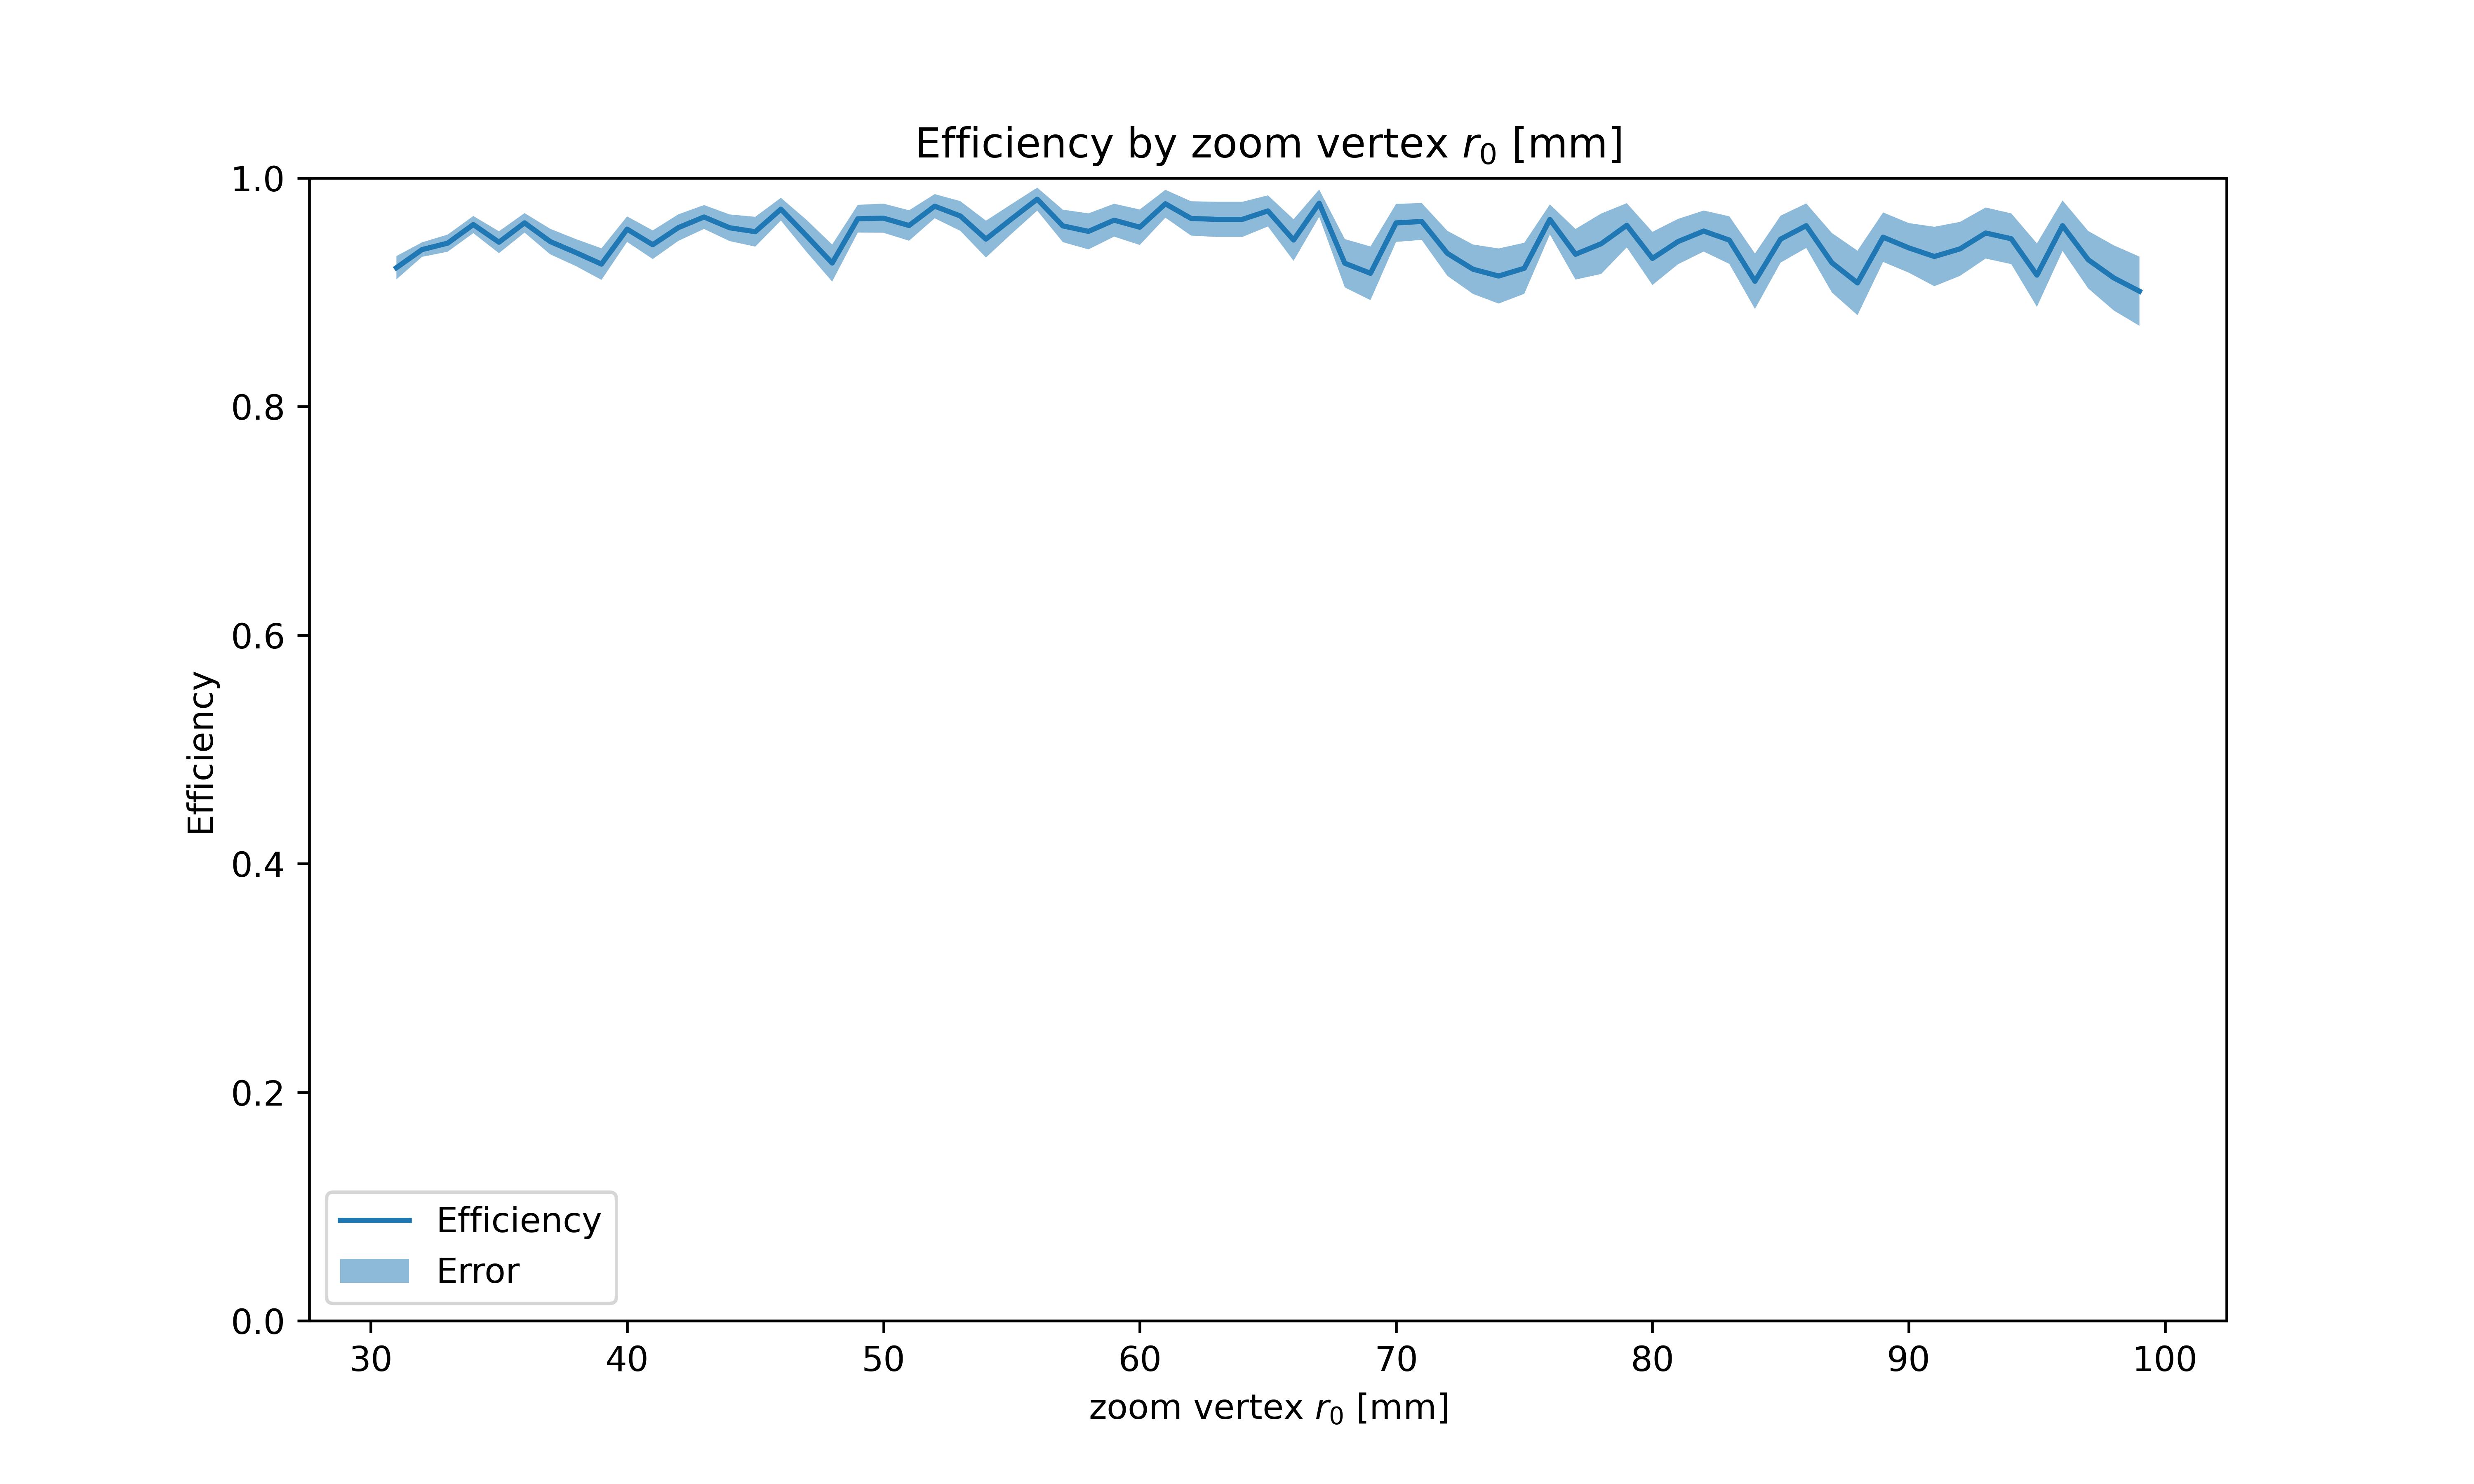 Efficiency by zoom vertex r₀ [mm]
1.0
0.8
0.6
0.4
0.2
0.0
Efficiency
Efficiency
Error
30 40 50 60 70 80 90 100
zoom vertex r₀ [mm]